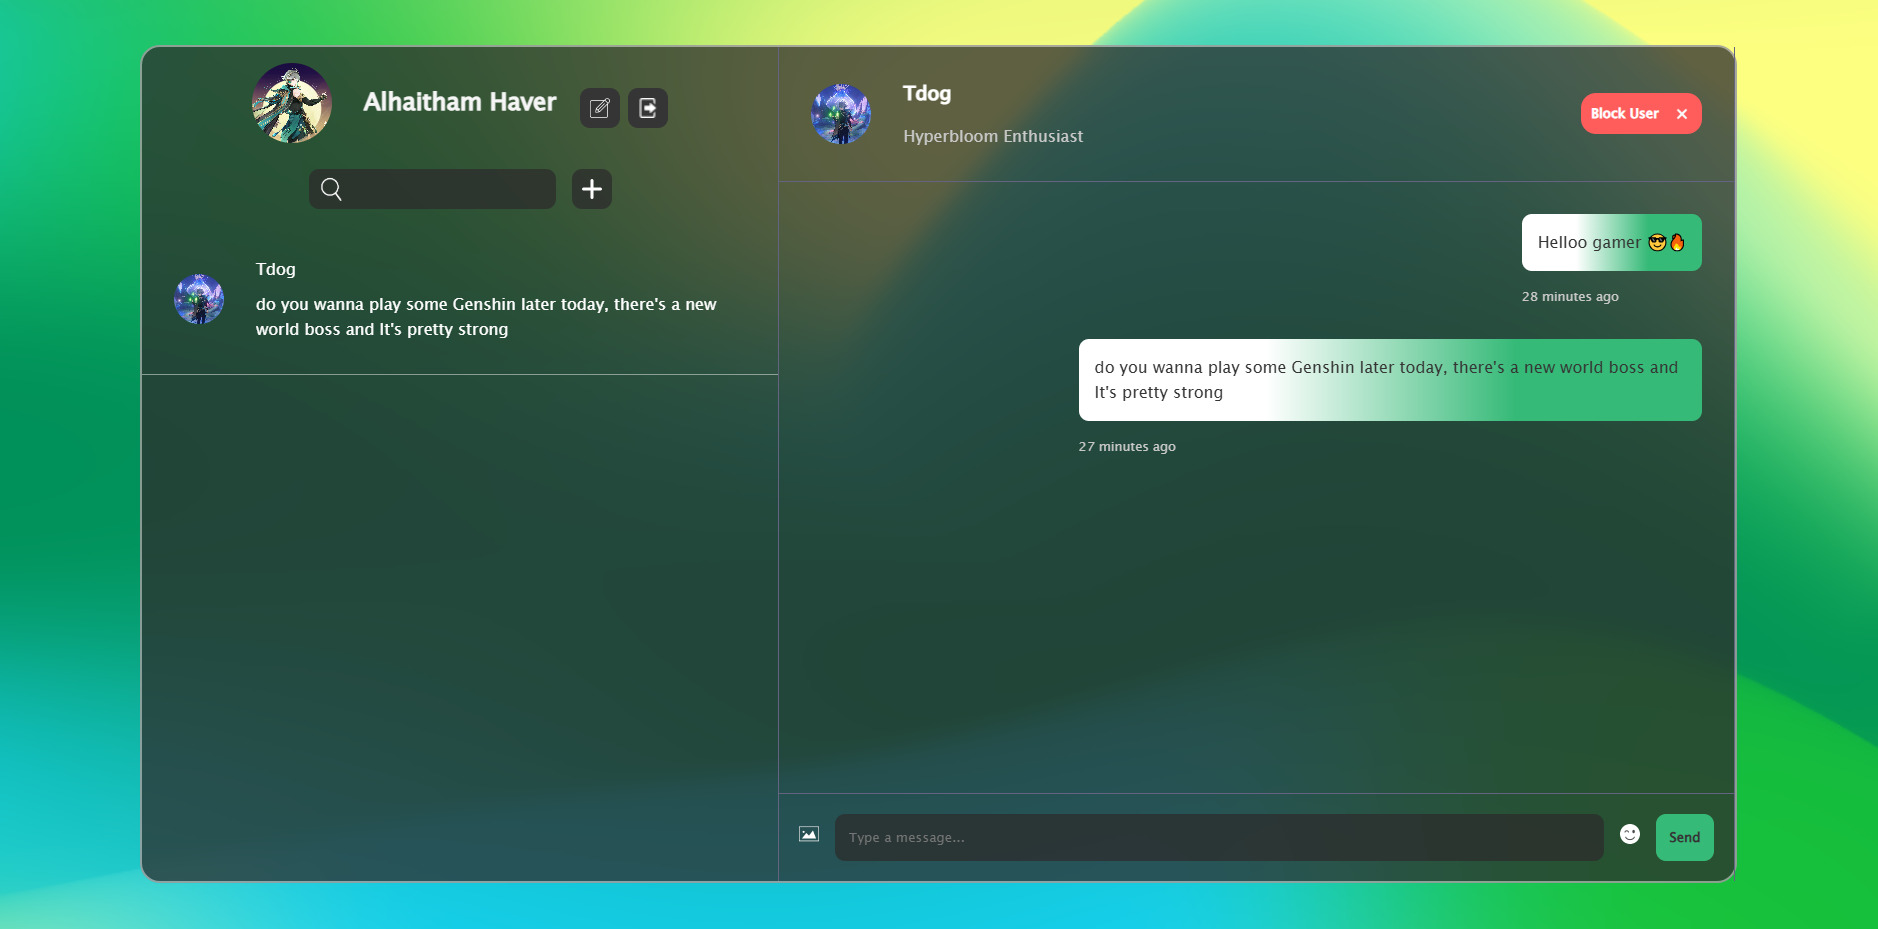 Alhaitham Haver
Tdog
do you wanna play some Genshin later today, there's a new
world boss and It's pretty strong
Tdog
Hyperbloom Enthusiast
Block User
Helloo gamer 😎🔥
28 minutes ago
do you wanna play some Genshin later today, there's a new world boss and
It's pretty strong
27 minutes ago
Type a message...
Send